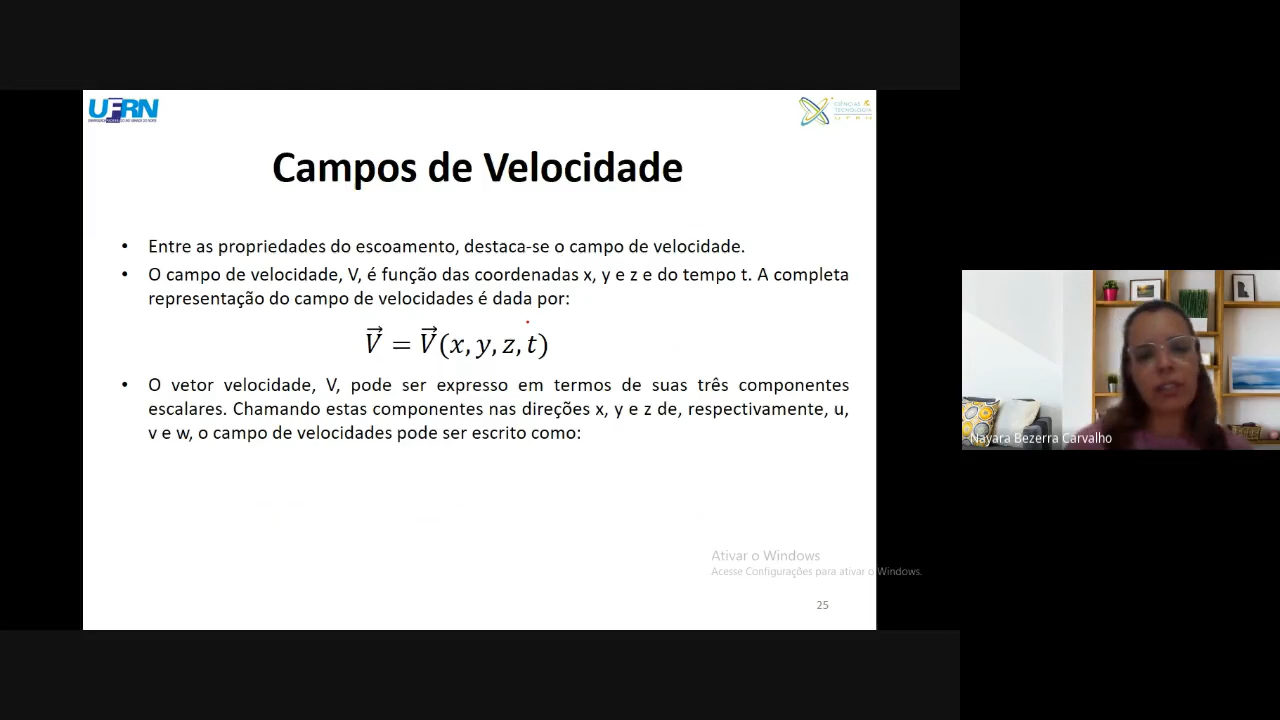 UFRN
CIÊNCIAS &
TECNOLOGIA
UFRN
Campos de Velocidade
• Entre as propriedades do escoamento, destaca-se o campo de velocidade.
• O campo de velocidade, V, é função das coordenadas x, y e z e do tempo t. A completa
representação do campo de velocidades é dada por:
V⃗ = V⃗(x, y, z, t)
• O vetor velocidade, V, pode ser expresso em termos de suas três componentes
escalares. Chamando estas componentes nas direções x, y e z de, respectivamente, u,
v e w, o campo de velocidades pode ser escrito como:
Nayara Bezerra Carvalho
Ativar o Windows
Acesse Configurações para ativar o Windows.
25